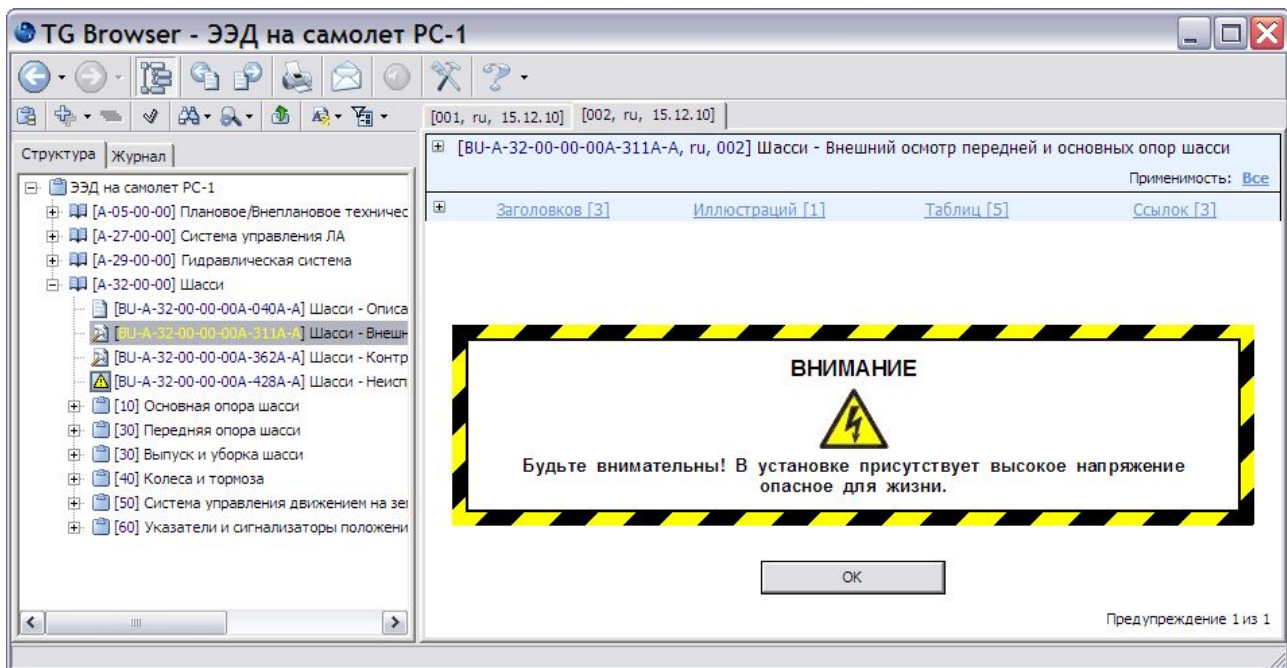 TG Browser - ЭЭД на самолет РС-1
[001, ru, 15.12.10] [002, ru, 15.12.10]
Структура Журнал
ЭЭД на самолет РС-1
[A-05-00-00] Плановое/Внеплановое техничес
[A-27-00-00] Система управления ЛА
[A-29-00-00] Гидравлическая система
[A-32-00-00] Шасси
[BU-A-32-00-00-00A-040A-A] Шасси - Описа
[BU-A-32-00-00-00A-311A-A] Шасси - Внешн
[BU-A-32-00-00-00A-362A-A] Шасси - Контр
[BU-A-32-00-00-00A-428A-A] Шасси - Неисп
[10] Основная опора шасси
[30] Передняя опора шасси
[30] Выпуск и уборка шасси
[40] Колеса и тормоза
[50] Система управления движением на зе
[60] Указатели и сигнализаторы положени
[BU-A-32-00-00-00A-311A-A, ru, 002] Шасси - Внешний осмотр передней и основных опор шасси
Применимость: Все
Заголовков [3] Иллюстраций [1] Таблиц [5] Ссылок [3]
ВНИМАНИЕ
Будьте внимательны! В установке присутствует высокое напряжение
опасное для жизни.
OK
Предупреждение 1 из 1